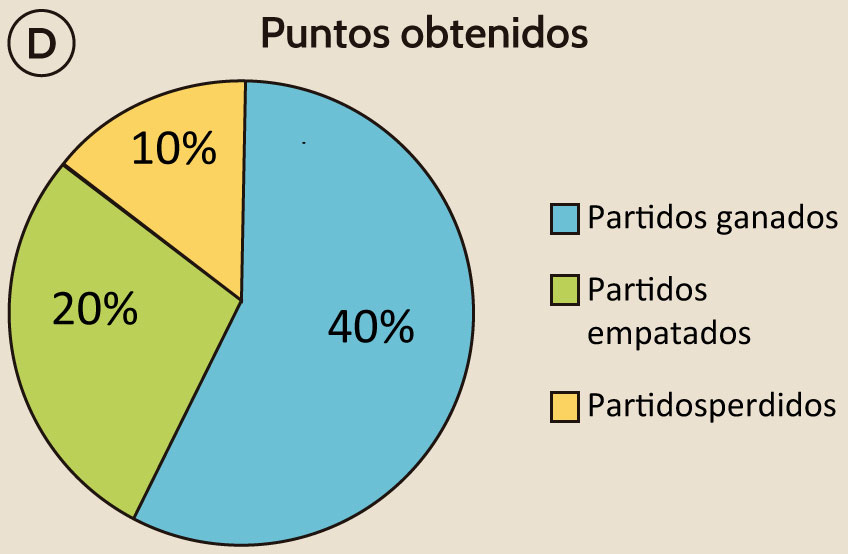 D
Puntos obtenidos
10%
20%
40%
Partidos ganados
Partidos
empatados
Partidosperdidos